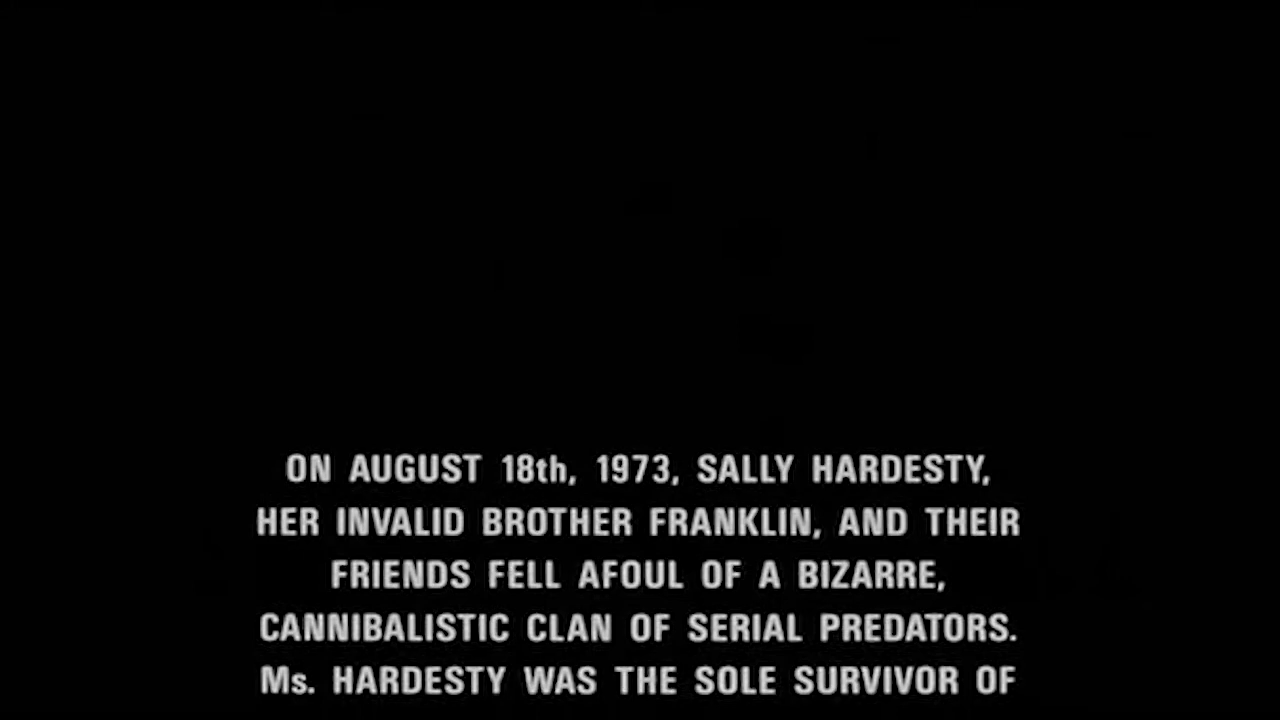 ON AUGUST 18th, 1973, SALLY HARDESTY,
HER INVALID BROTHER FRANKLIN, AND THEIR
FRIENDS FELL AFOUL OF A BIZARRE,
CANNIBALISTIC CLAN OF SERIAL PREDATORS.
Ms. HARDESTY WAS THE SOLE SURVIVOR OF